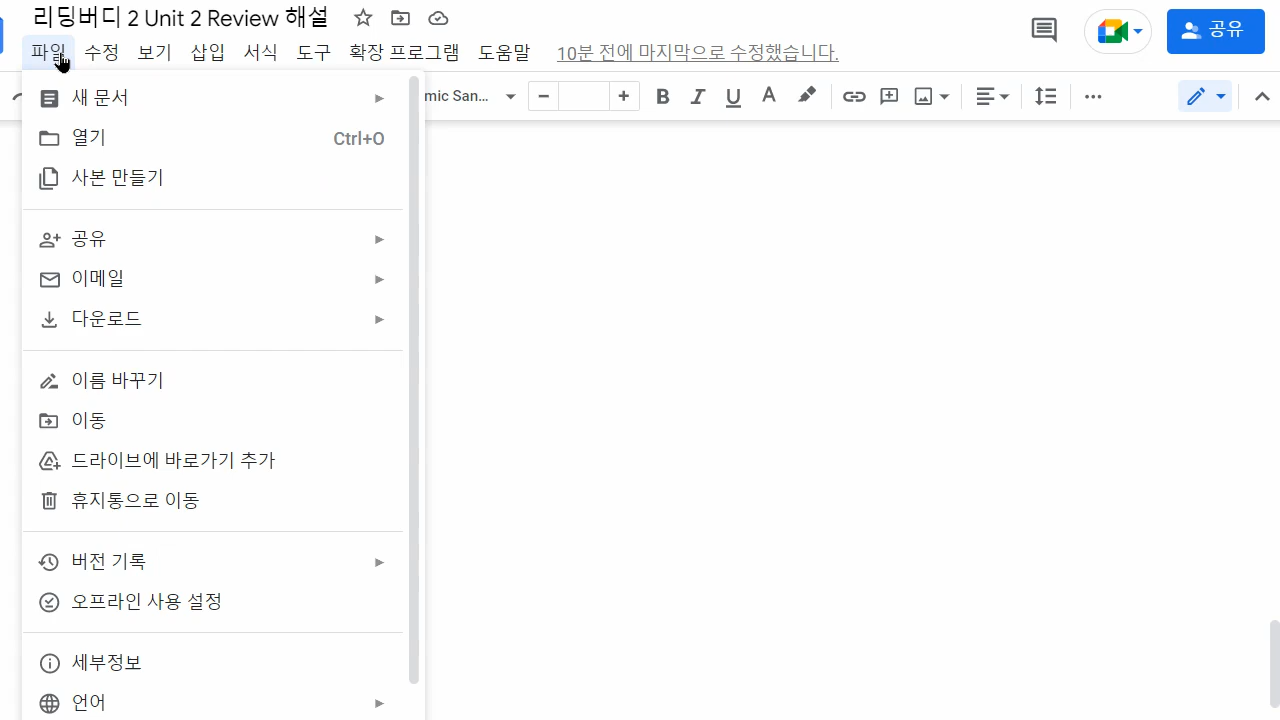 리딩버디 2 Unit 2 Review 해설
파일 수정 보기 삽입 서식 도구 확장 프로그램 도움말 10분 전에 마지막으로 수정했습니다.
공유
mic San...
B I U A
새 문서
열기 Ctrl+O
사본 만들기
공유
이메일
다운로드
이름 바꾸기
이동
드라이브에 바로가기 추가
휴지통으로 이동
버전 기록
오프라인 사용 설정
세부정보
언어